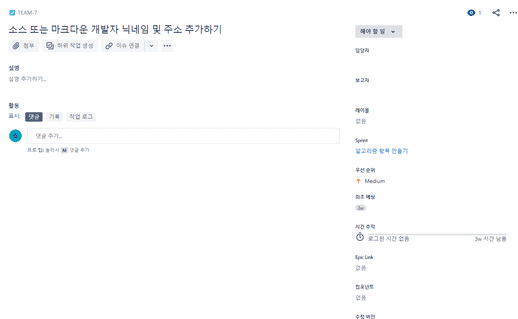 TEAM-7
1
소스 또는 마크다운 개발자 닉네임 및 주소 추가하기
첨부
하위 작업 생성
이슈 연결
설명
설명 추가하기...
활동
표시:
댓글
기록
작업 로그
댓글 추가...
프로 팁: 눌러서 M 댓글 추가
해야 할 일
담당자
보고자
레이블
없음
Sprint
알고리즘 항목 만들기
우선 순위
Medium
최초 예상
3w
시간 추적
로그된 시간 없음
3w 시간 남음
Epic Link
없음
컴포넌트
없음
수정 버전